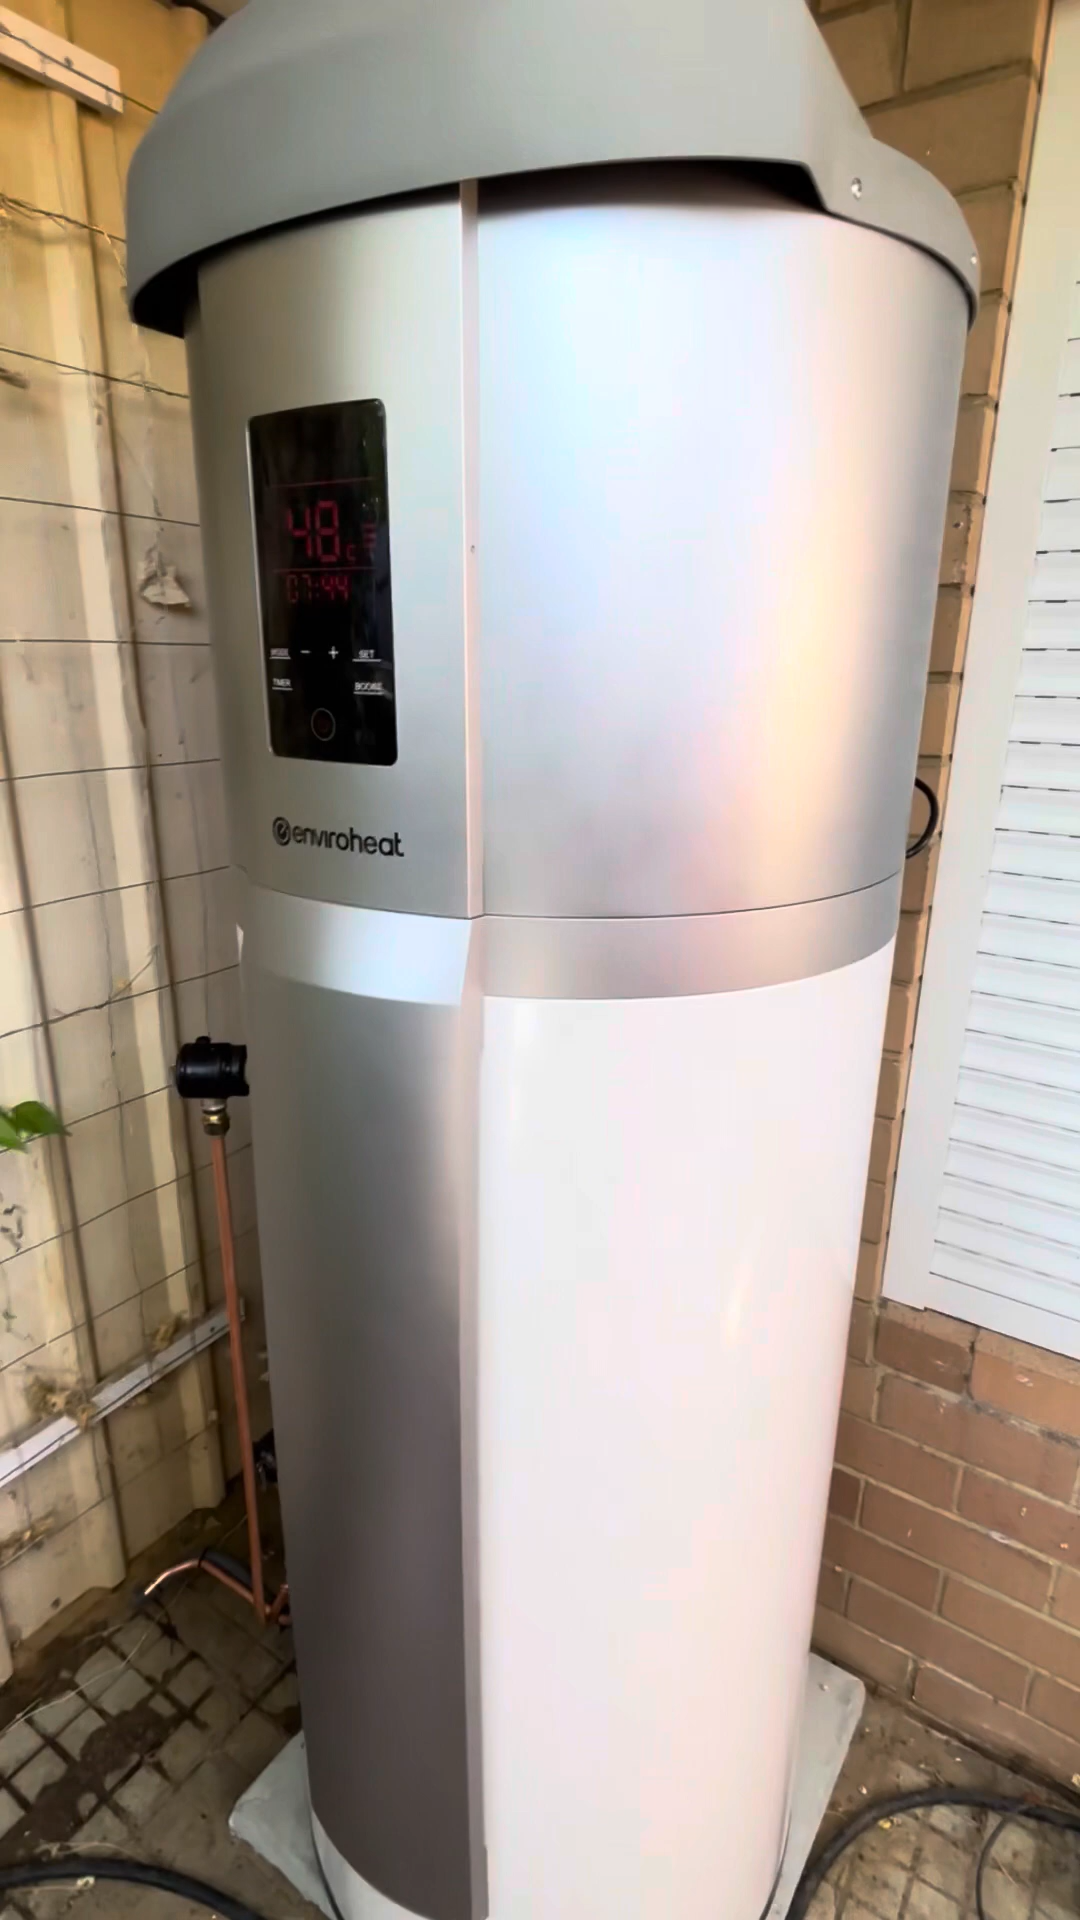 48 c
07:44
MODE - + SET
TIMER BOOST
enviroheat